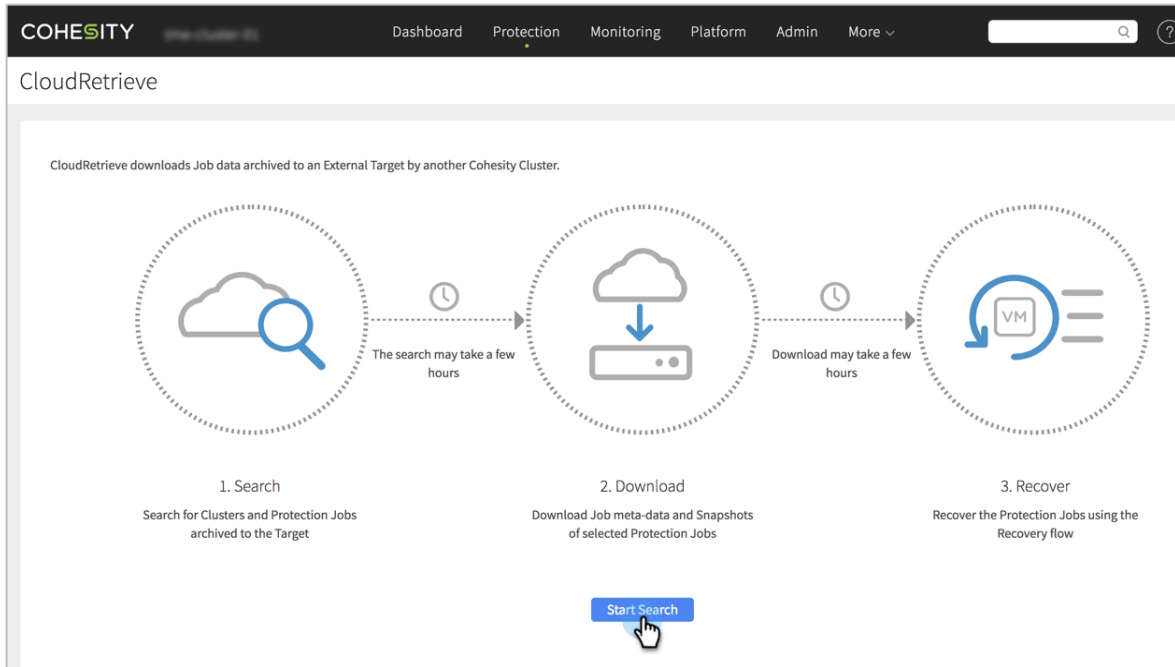 COHESITY
Dashboard Protection Monitoring Platform Admin More
?
CloudRetrieve
CloudRetrieve downloads Job data archived to an External Target by another Cohesity Cluster.
The search may take a few
hours
Download may take a few
hours
VM
1. Search
Search for Clusters and Protection Jobs
archived to the Target
2. Download
Download Job meta-data and Snapshots
of selected Protection Jobs
3. Recover
Recover the Protection Jobs using the
Recovery flow
Start Search